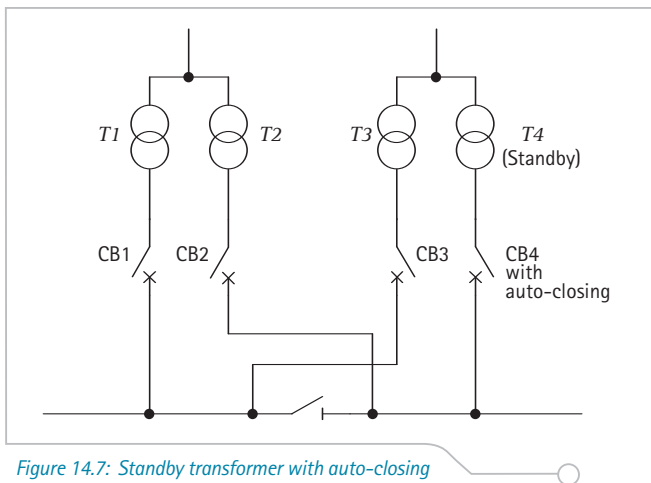 T1
T2
T3
T4
(Standby)
CB1
CB2
CB3
CB4
with
auto-closing
Figure 14.7: Standby transformer with auto-closing